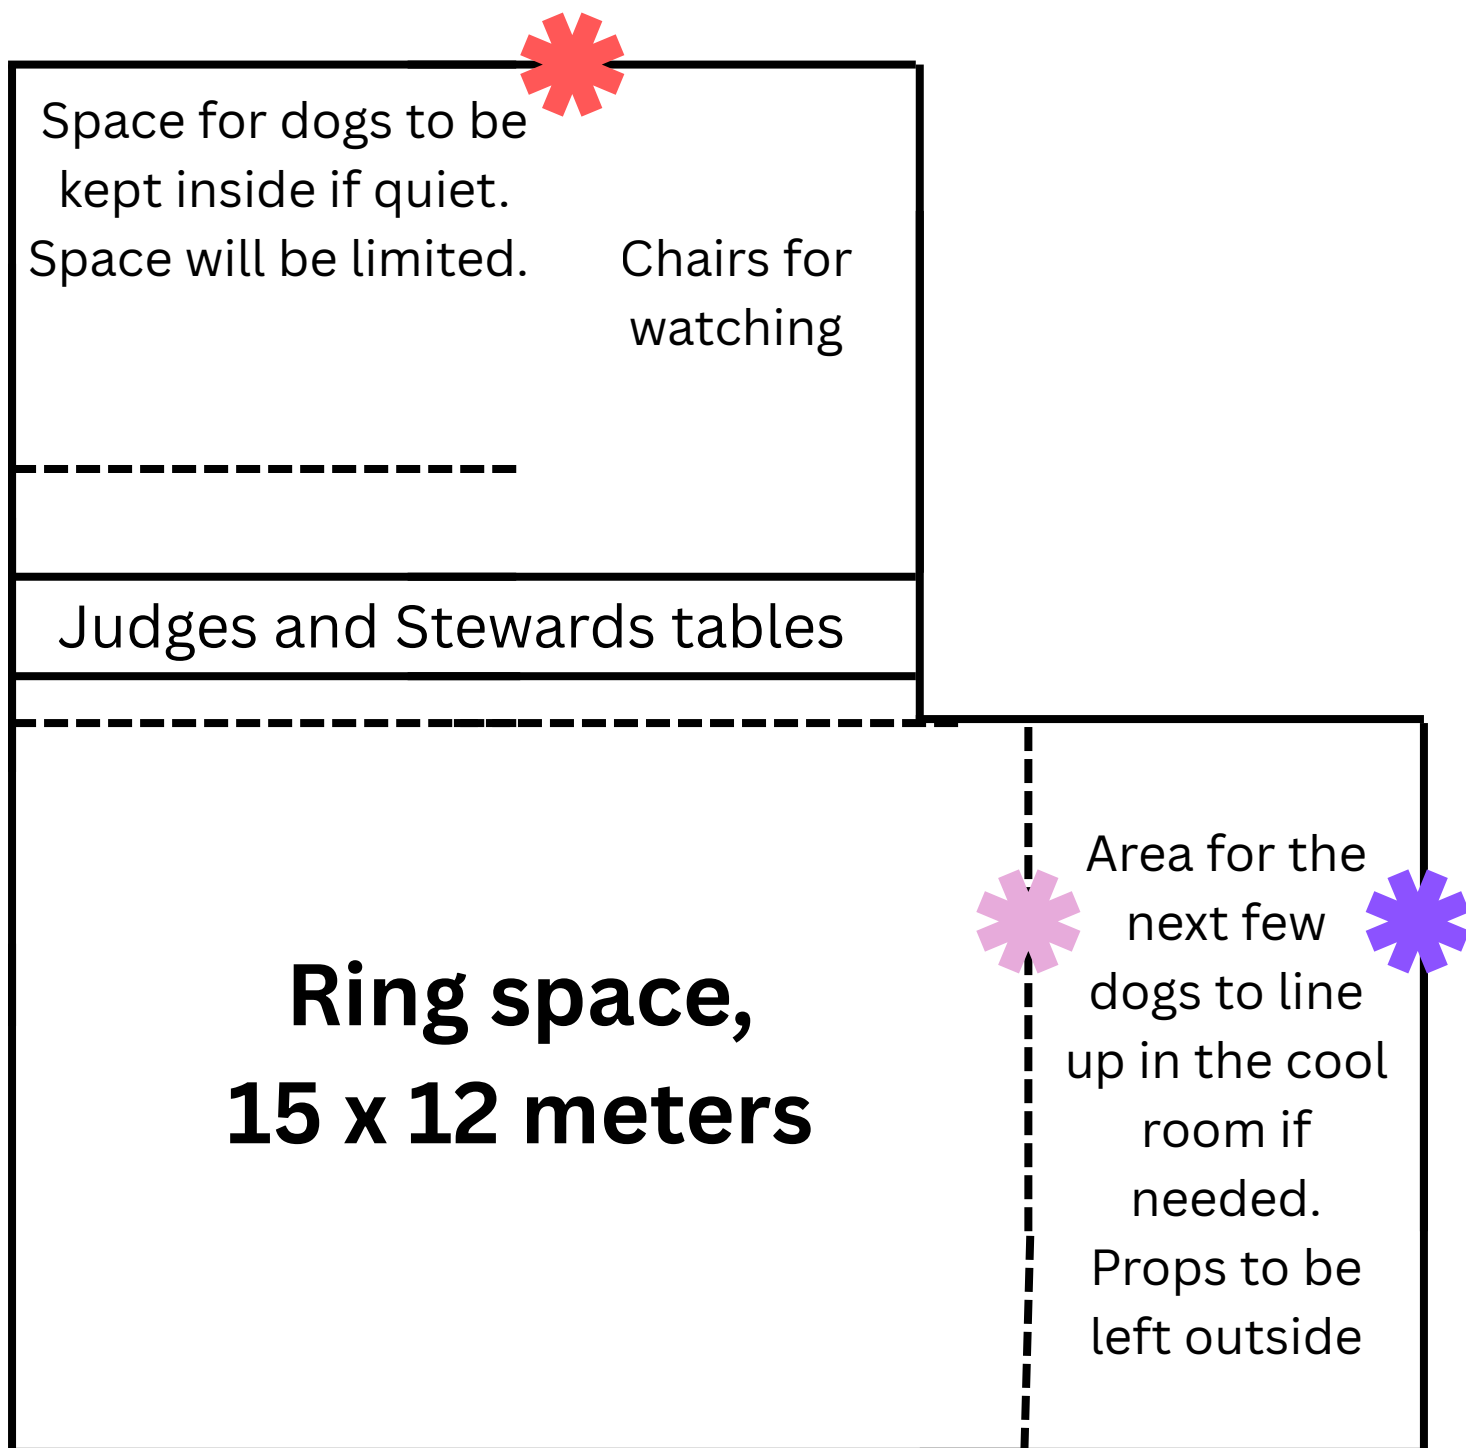 Space for dogs to be
kept inside if quiet.
Space will be limited.
Chairs for
watching
Judges and Stewards tables
Ring space,
15 x 12 meters
Area for the
next few
dogs to line
up in the cool
room if
needed.
Props to be
left outside